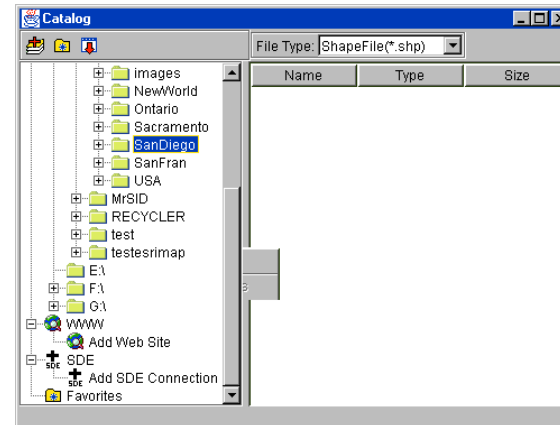 Catalog
File Type: ShapeFile(*.shp)
Name Type Size
images
NewWorld
Ontario
Sacramento
SanDiego
SanFran
USA
MrSID
RECYCLER
test
testesrimap
E:\
F:\
G:\
WWW
Add Web Site
SDE SDE
SDE Add SDE Connection
Favorites